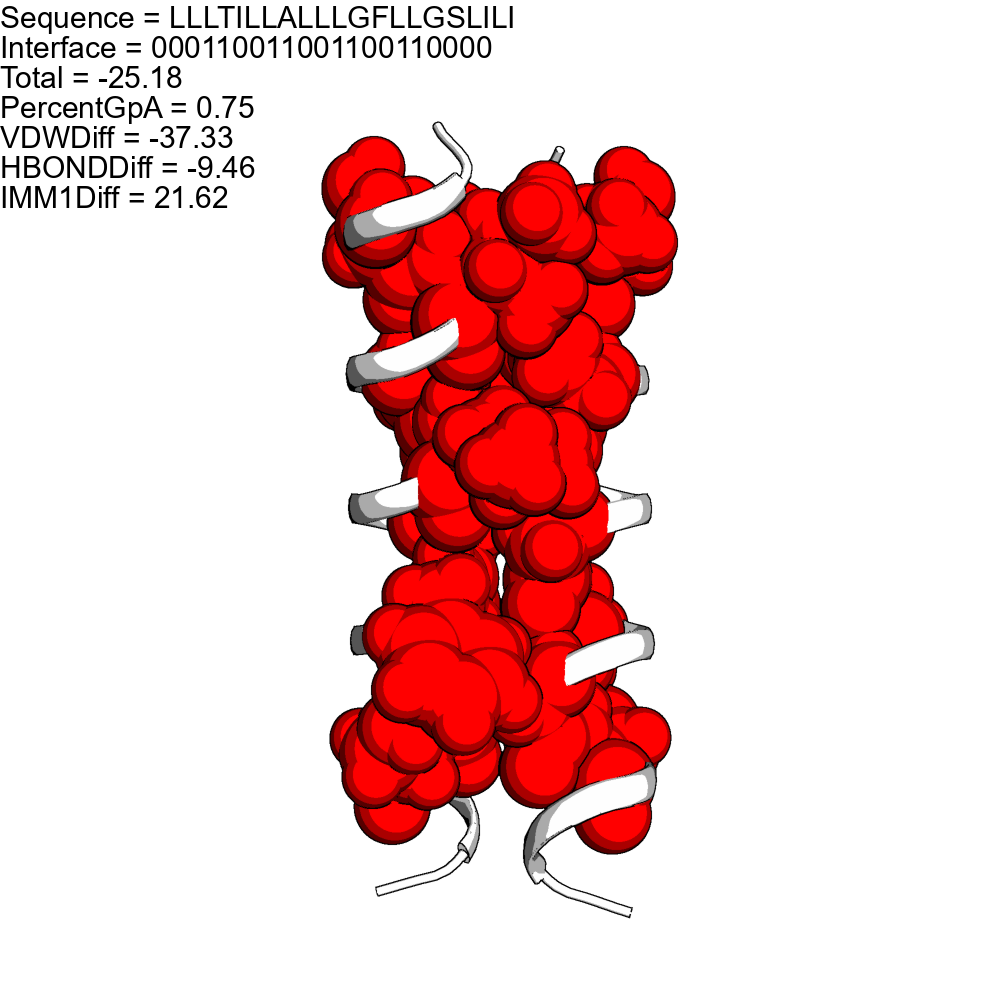 Sequence = LLLTILLALLLGFLLGSLILI
Interface = 000110011001100110000
Total = -25.18
PercentGpA = 0.75
VDWDiff = -37.33
HBONDDiff = -9.46
IMM1Diff = 21.62